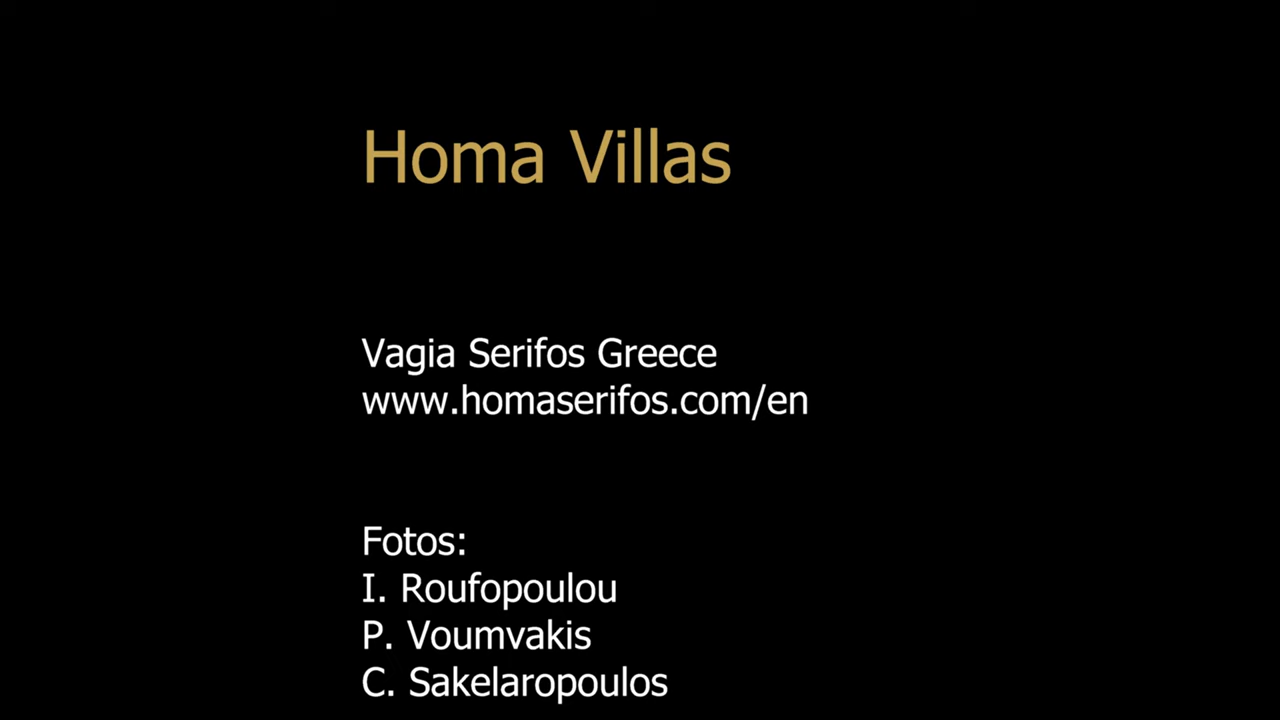 Homa Villas
Vagia Serifos Greece
www.homaserifos.com/en
Fotos:
I. Roufopoulou
P. Voumvakis
C. Sakelaropoulos